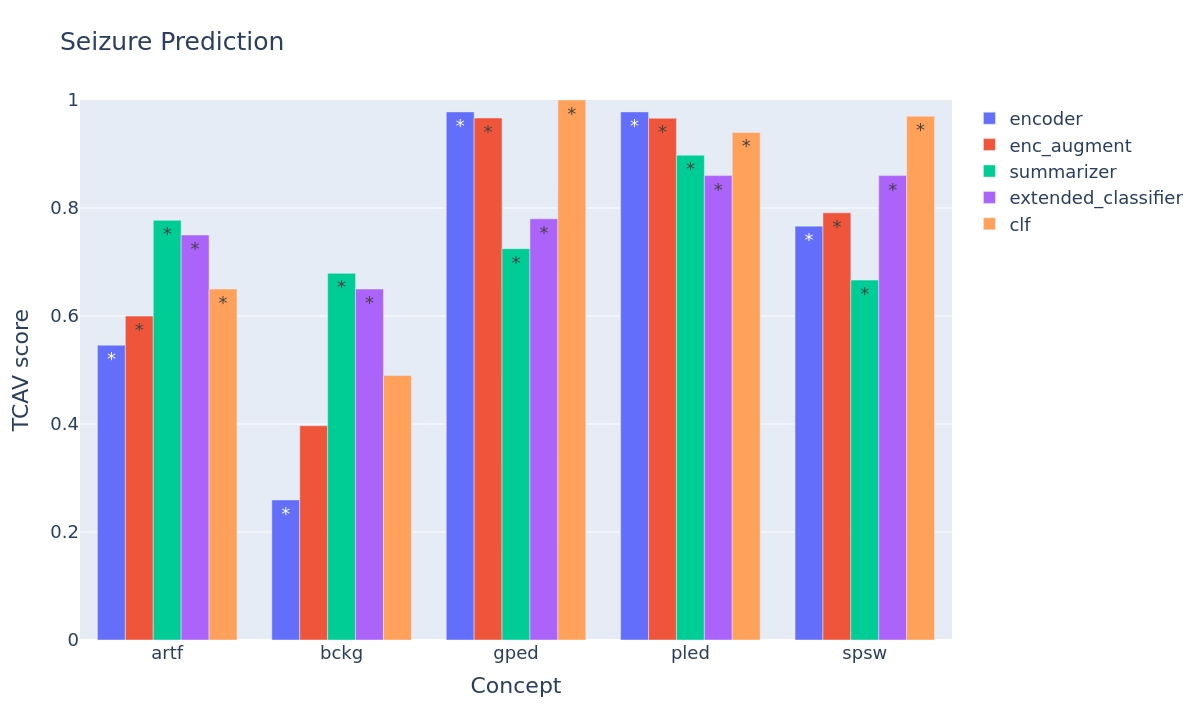 Seizure Prediction
1
0.8
0.6
0.4
0.2
0
TCAV score
* * * * *
* * * *
* * * * *
* * * * *
* * * * *
artf bckg gped pled spsw
Concept
encoder
enc_augment
summarizer
extended_classifier
clf